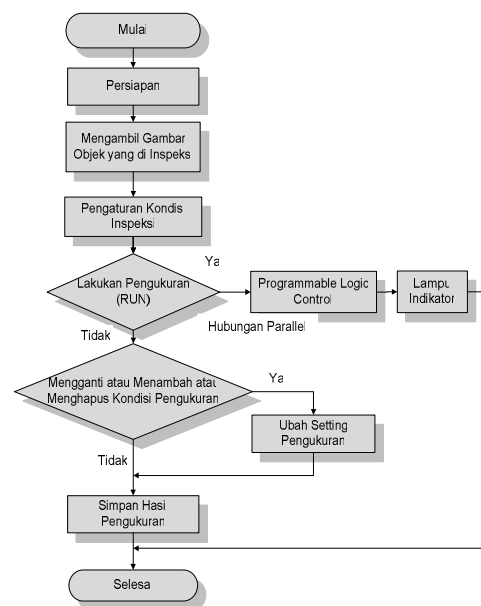 Mulai
Persiapan
Mengambil Gambar
Objek yang di Inspeks
Pengaturan Kondis
Inspeksi
Ya
Lakukan Pengukuran
(RUN)
Programmable Logic
Control
Lampu
Indikator
Hubungan Parallel
Tidak
Mengganti atau Menambah atau
Menghapus Kondisi Pengukuran
Ya
Ubah Setting
Pengukuran
Tidak
Simpan Hasi
Pengukuran
Selesa